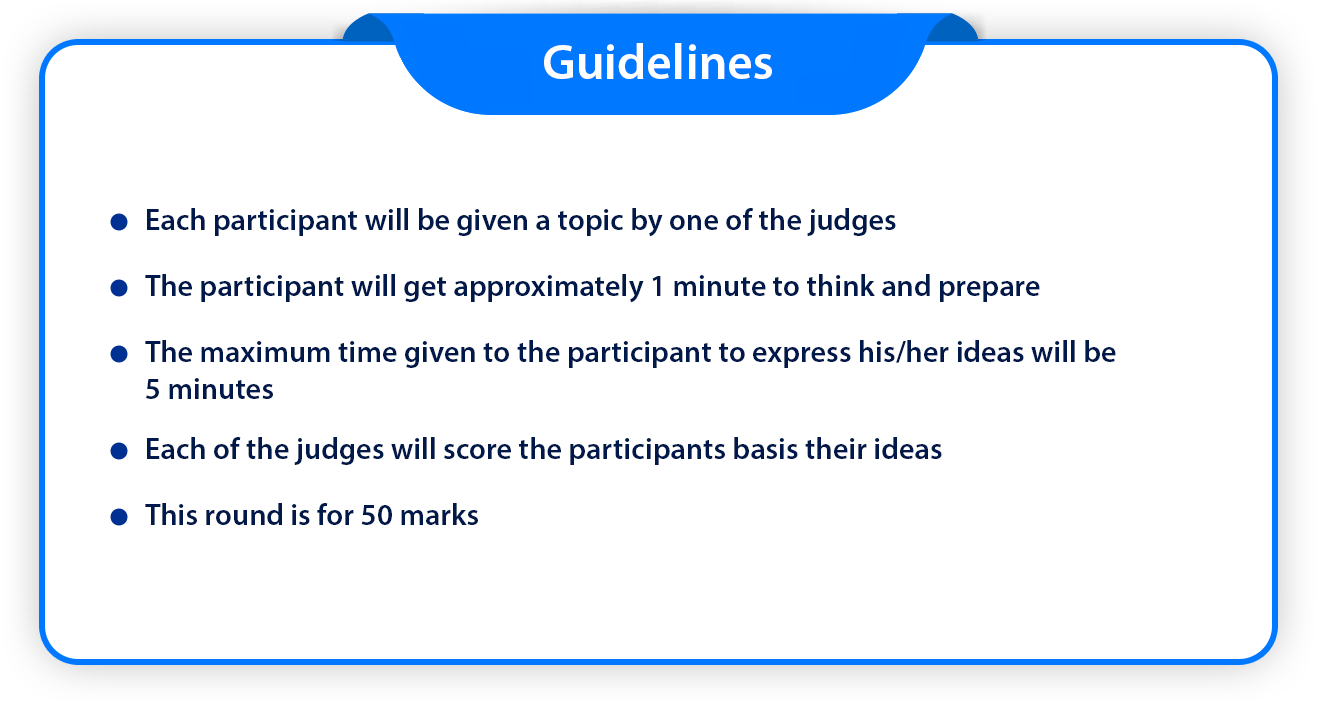 Guidelines
Each participant will be given a topic by one of the judges
The participant will get approximately 1 minute to think and prepare
The maximum time given to the participant to express his/her ideas will be
5 minutes
Each of the judges will score the participants basis their ideas
This round is for 50 marks